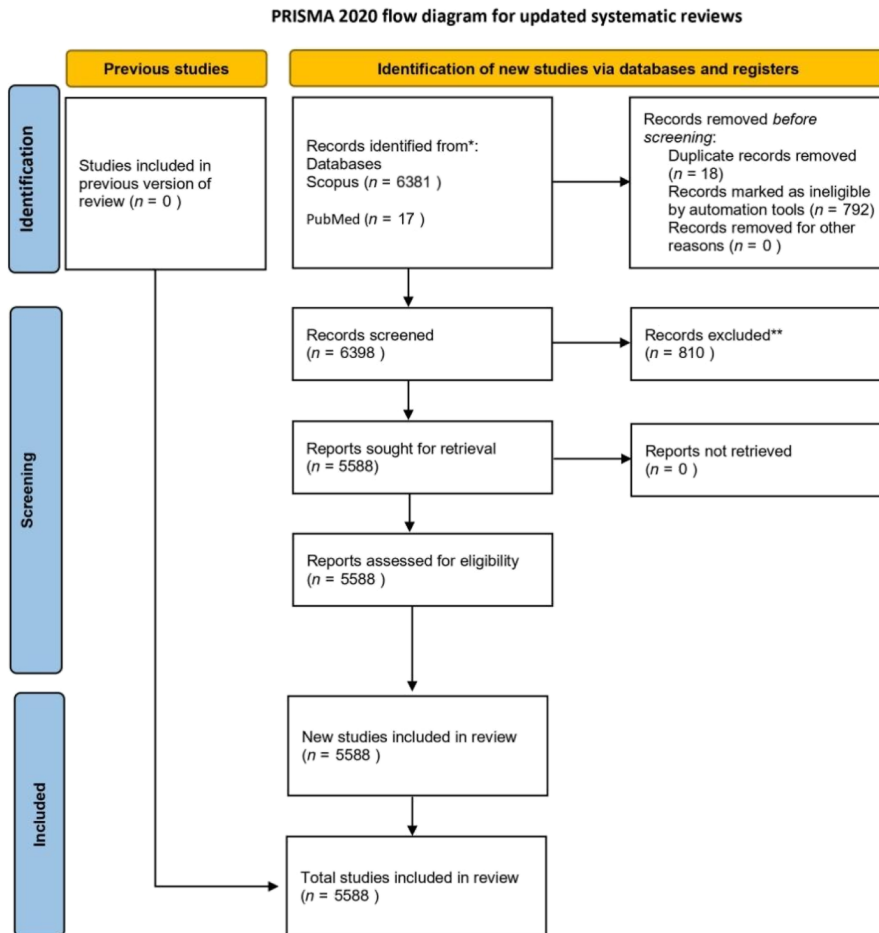 PRISMA 2020 flow diagram for updated systematic reviews
Previous studies
Identification of new studies via databases and registers
Identification
Studies included in
previous version of
review (n = 0 )
Records identified from*:
Databases
Scopus (n = 6381 )
PubMed (n = 17 )
Records removed before
screening:
Duplicate records removed
(n = 18)
Records marked as ineligible
by automation tools (n = 792)
Records removed for other
reasons (n = 0 )
Screening
Records screened
(n = 6398 )
Records excluded**
(n = 810 )
Reports sought for retrieval
(n = 5588)
Reports not retrieved
(n = 0 )
Reports assessed for eligibility
(n = 5588 )
Included
New studies included in review
(n = 5588 )
Total studies included in review
(n = 5588 )